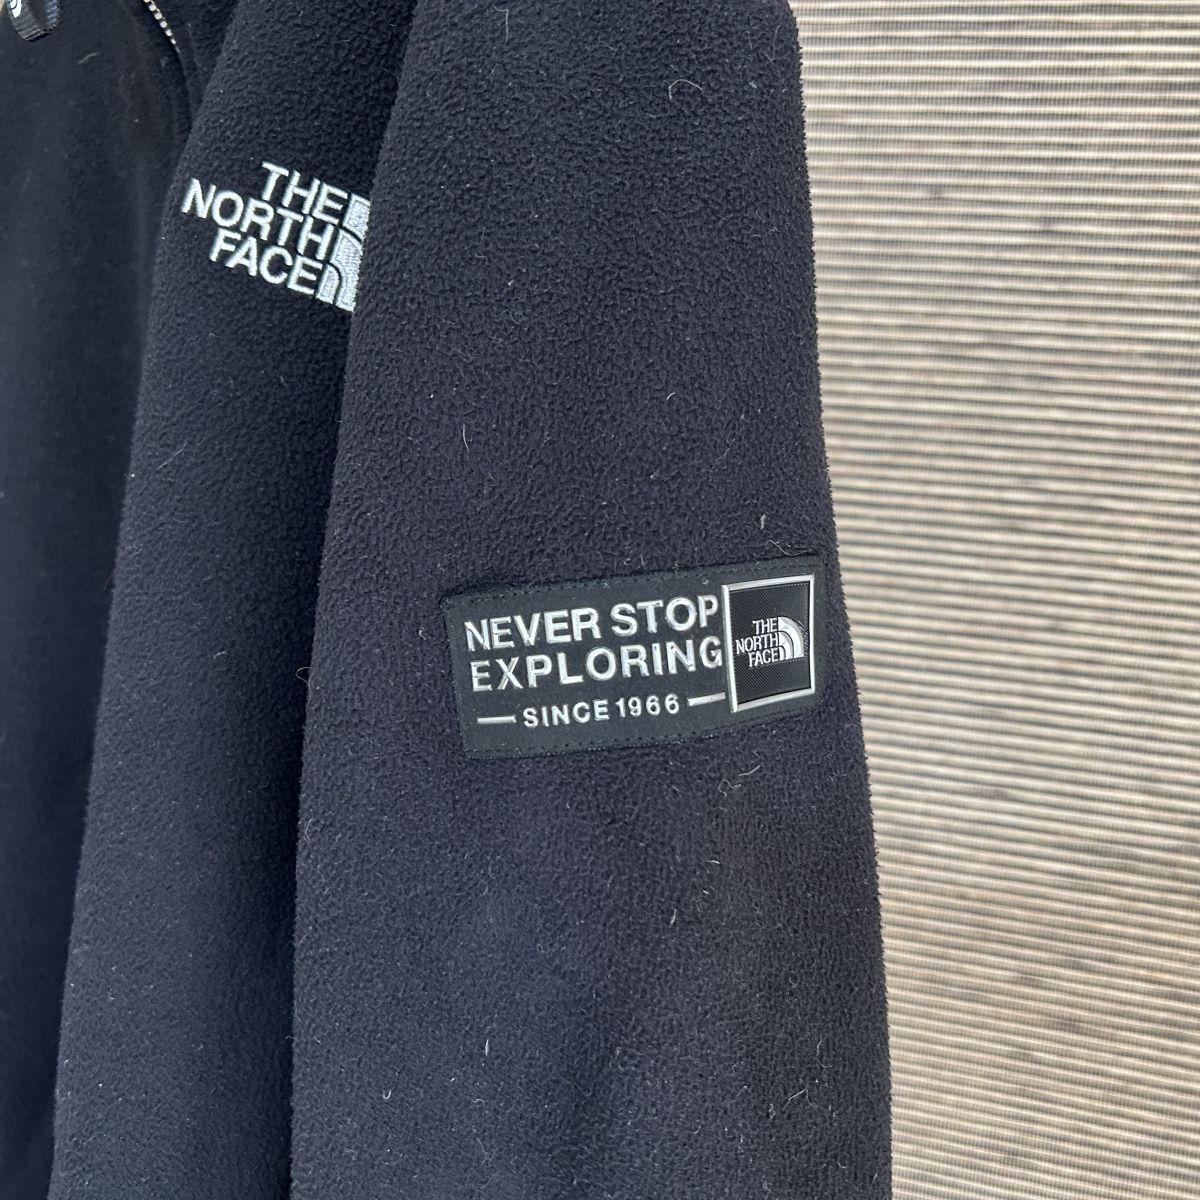 THE
NORTH
FACE
NEVER STOP
EXPLORING
SINCE 1966
THE
NORTH
FACE